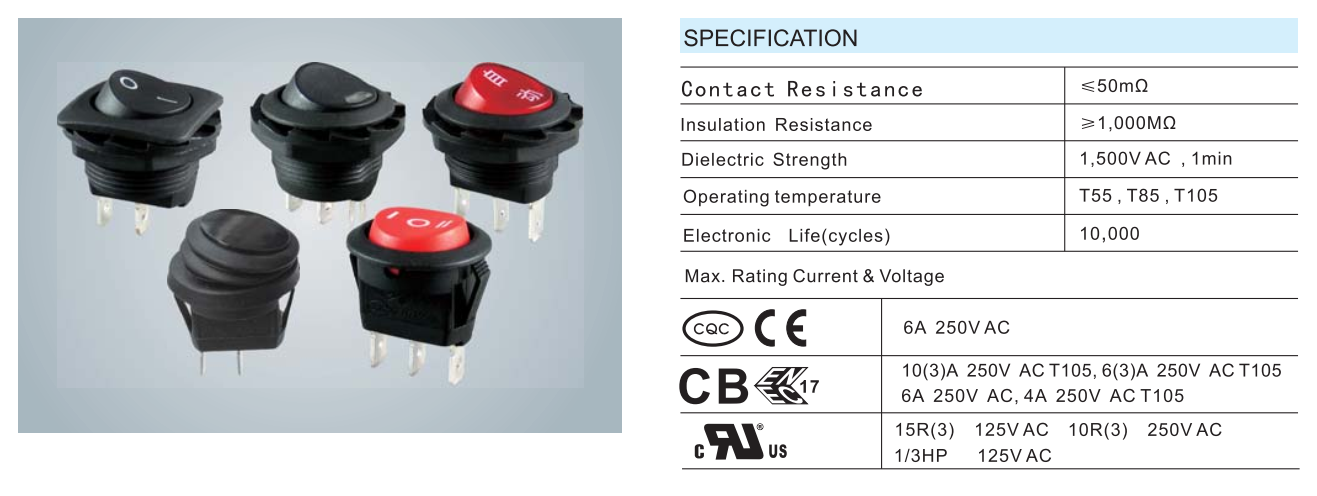 SPECIFICATION
Contact Resistance ≤50mΩ
Insulation Resistance ≥1,000MΩ
Dielectric Strength 1,500V AC , 1min
Operating temperature T55 , T85 , T105
Electronic Life(cycles) 10,000
Max. Rating Current & Voltage
CQC CE 6A 250V AC
CB ENEC 17 10(3)A 250V AC T105, 6(3)A 250V AC T105
6A 250V AC, 4A 250V AC T105
c RU ® US 15R(3) 125V AC 10R(3) 250V AC
1/3HP 125V AC
O —
I O II